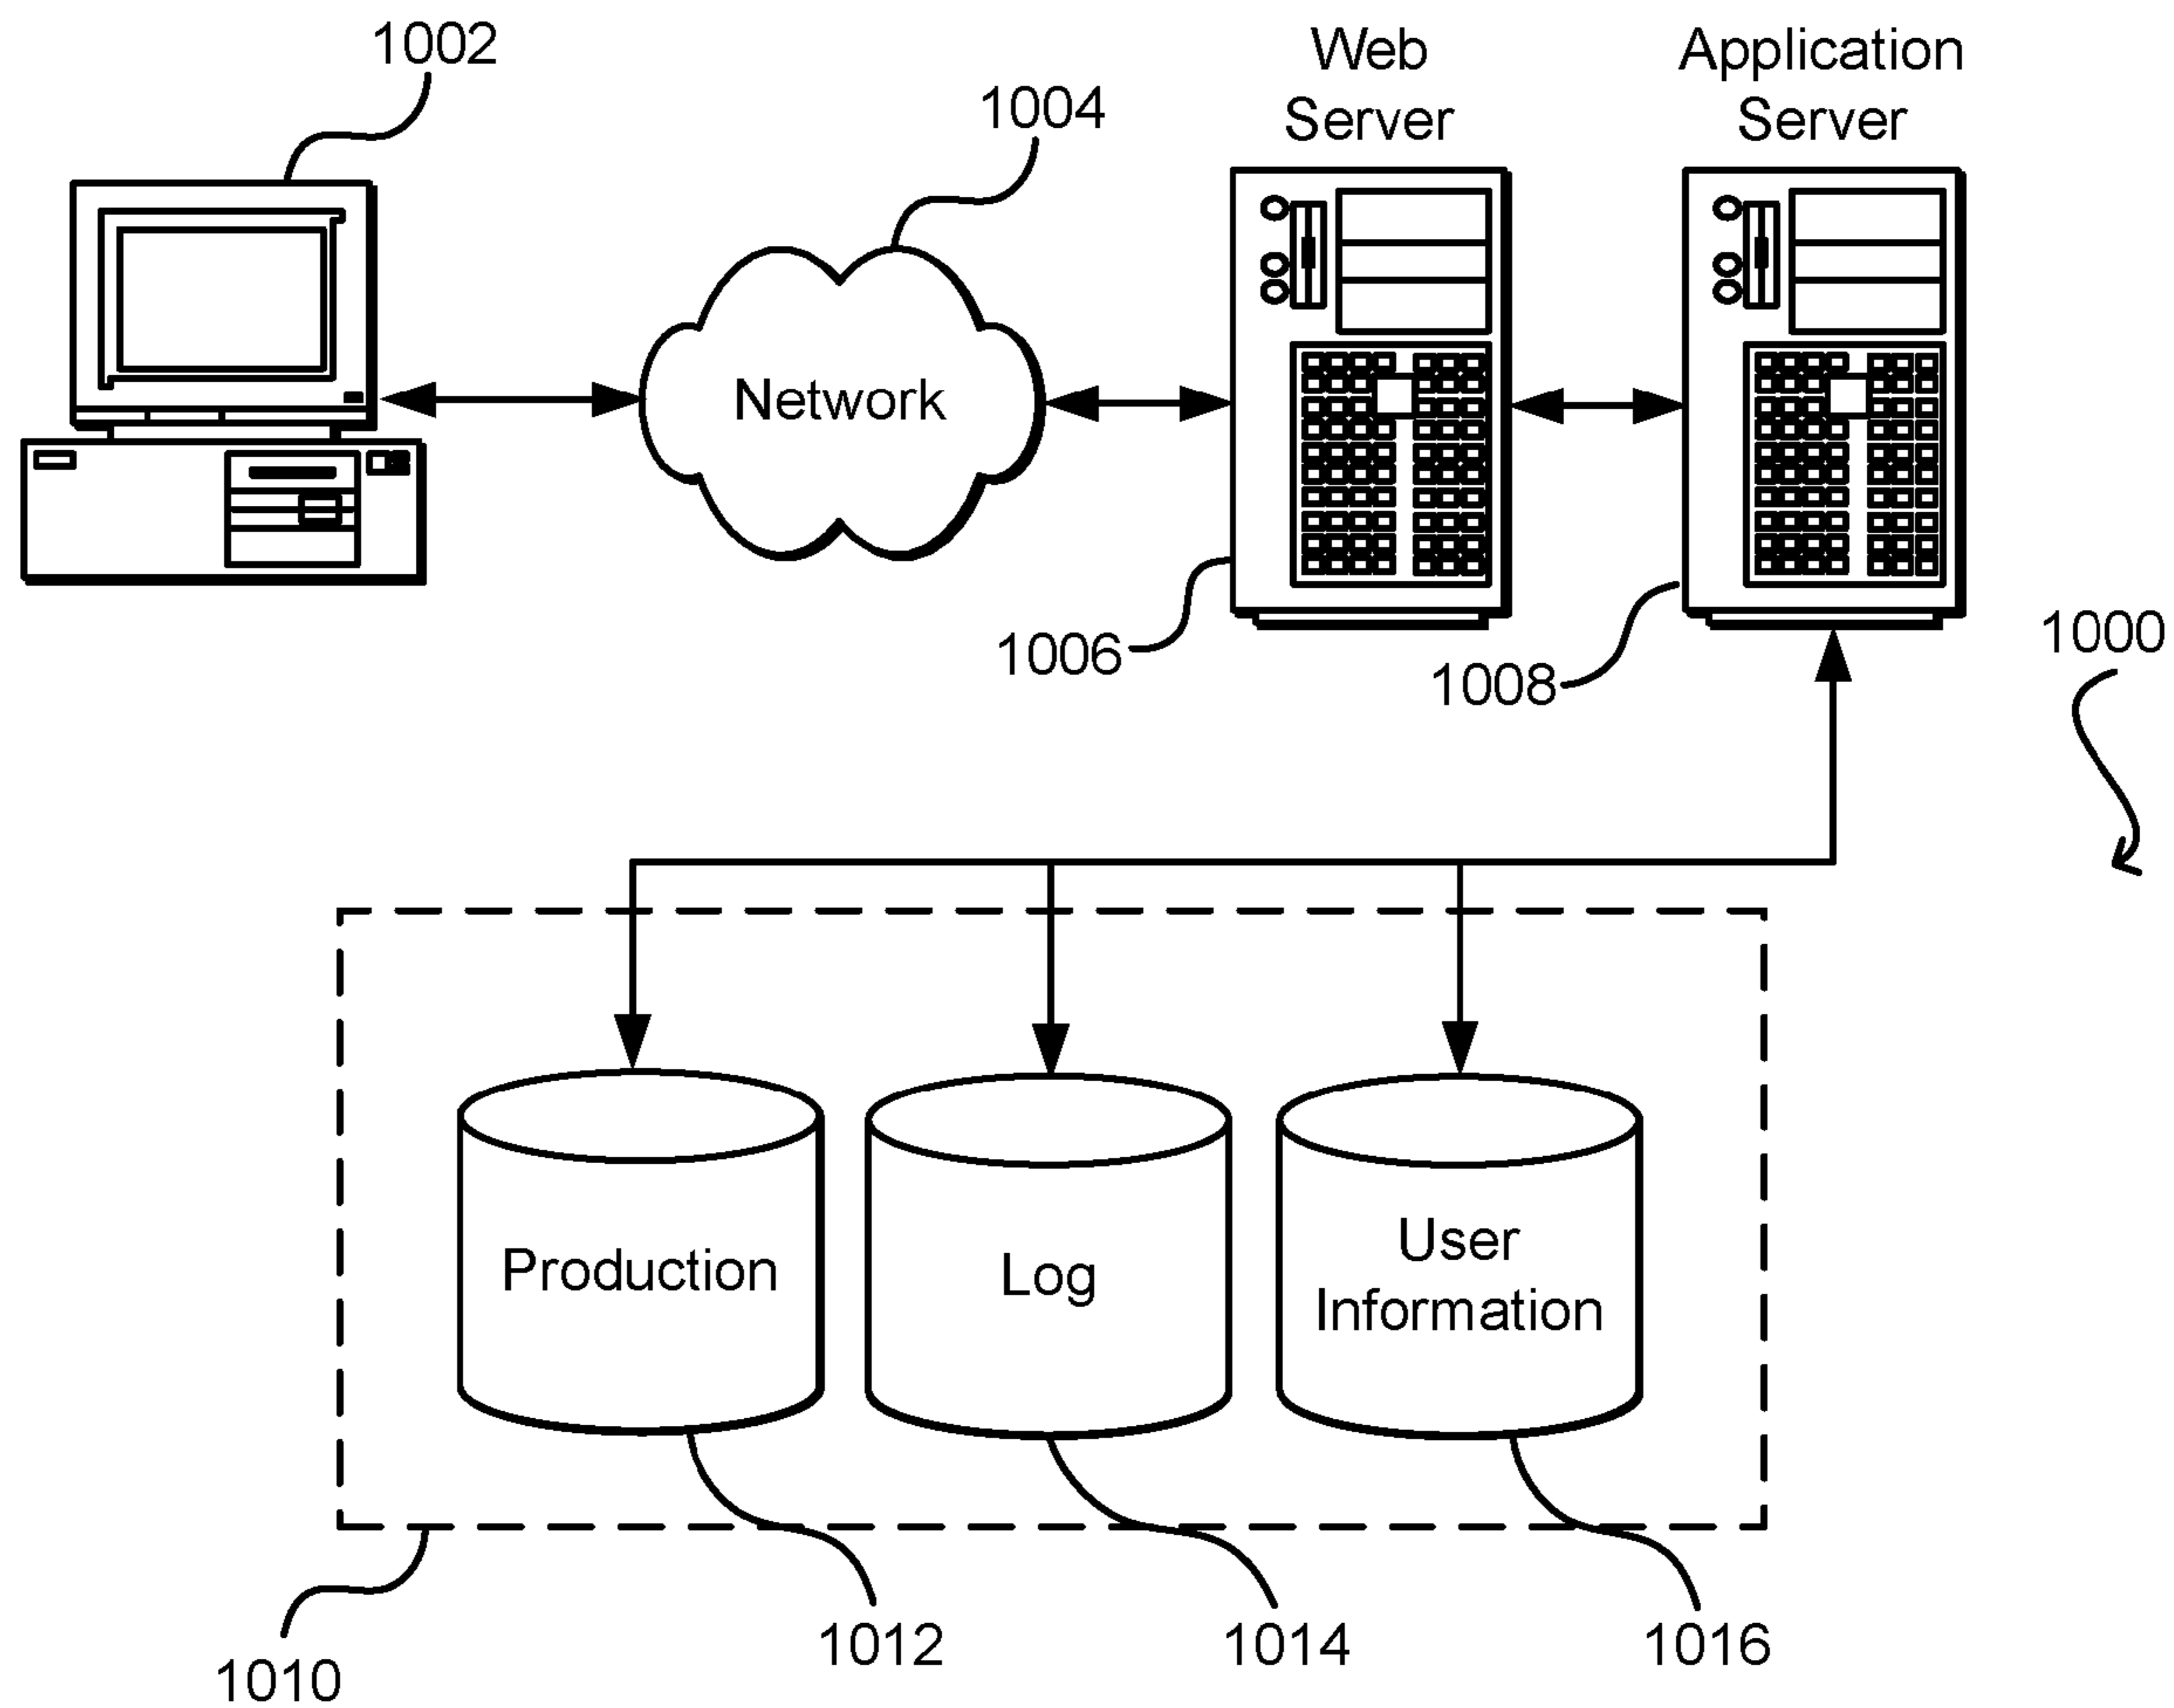 1002
1004
Web
Server
Application
Server
Network
1006
1008
1000
Production
Log
User
Information
1010
1012
1014
1016